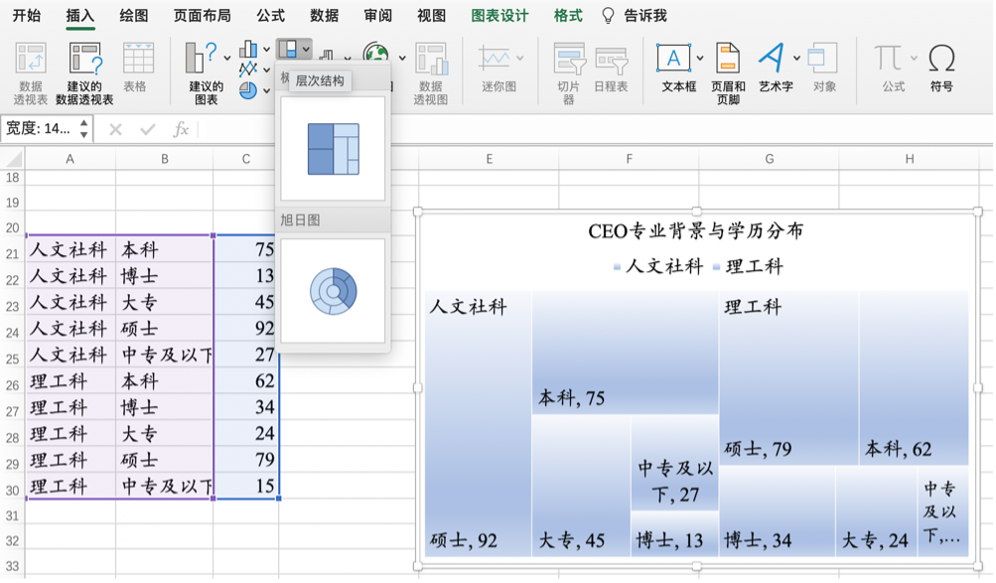 开始 插入 绘图 页面布局 公式 数据 审阅 视图 图表设计 格式 告诉我
数据透视表 建议的数据透视表 表格 建议的图表 数据透视图 迷你图 切片器 日程表 文本框 页眉和页脚 艺术字 对象 公式 符号
层次结构
旭日图
宽度: 14... fx
A B C E F G H
18
19
20
21 人文社科 本科 75
22 人文社科 博士 13
23 人文社科 大专 45
24 人文社科 硕士 92
25 人文社科 中专及以下 27
26 理工科 本科 62
27 理工科 博士 34
28 理工科 大专 24
29 理工科 硕士 79
30 理工科 中专及以下 15
31
32
33
CEO专业背景与学历分布
人文社科 理工科
人文社科
硕士, 92
本科, 75
大专, 45
中专及以
下, 27
博士, 13
理工科
硕士, 79
本科, 62
博士, 34
大专, 24
中专
及以
下,...